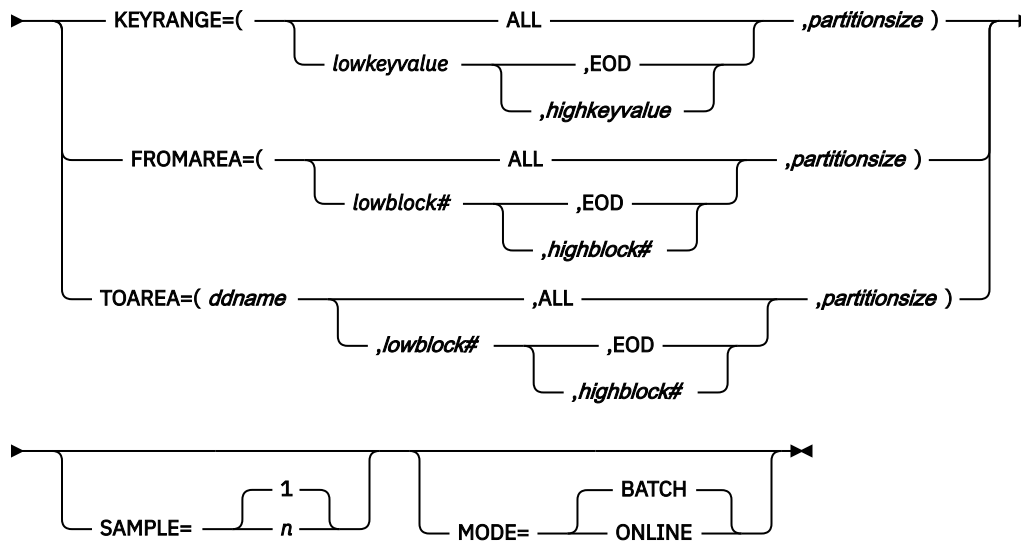 KEYRANGE=( ALL ,partitionsize )
lowkeyvalue ,EOD
,highkeyvalue
FROMAREA=( ALL ,partitionsize )
lowblock# ,EOD
,highblock#
TOAREA=( ddname ,ALL ,partitionsize )
,lowblock# ,EOD
,highblock#
1 BATCH
SAMPLE= n MODE= ONLINE